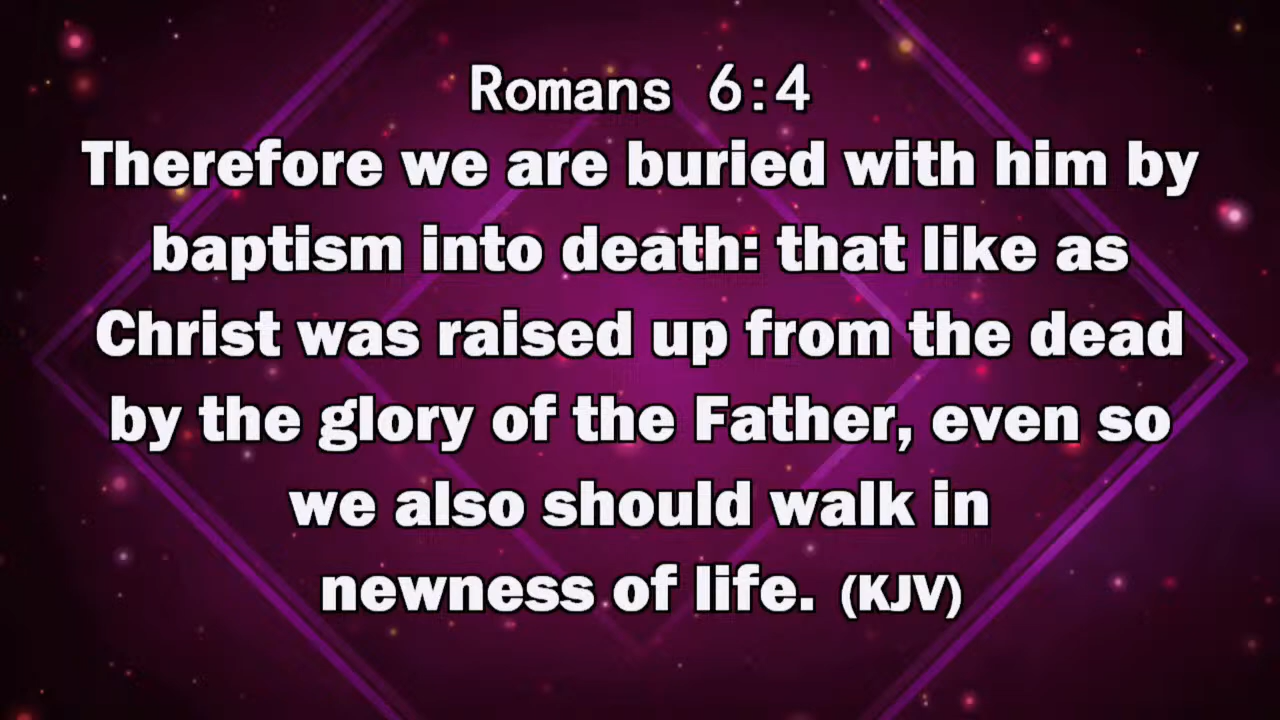 Romans 6:4
Therefore we are buried with him by
baptism into death: that like as
Christ was raised up from the dead
by the glory of the Father, even so
we also should walk in
newness of life. (KJV)